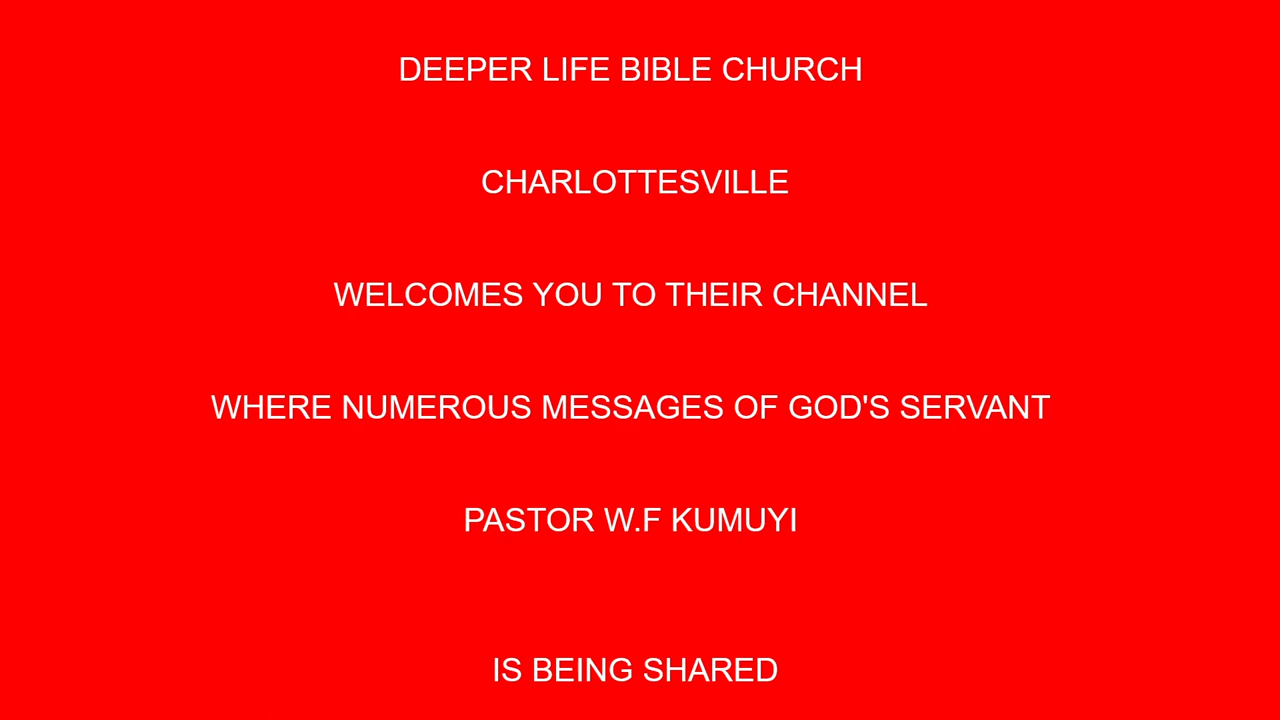 DEEPER LIFE BIBLE CHURCH
CHARLOTTESVILLE
WELCOMES YOU TO THEIR CHANNEL
WHERE NUMEROUS MESSAGES OF GOD'S SERVANT
PASTOR W.F KUMUYI
IS BEING SHARED